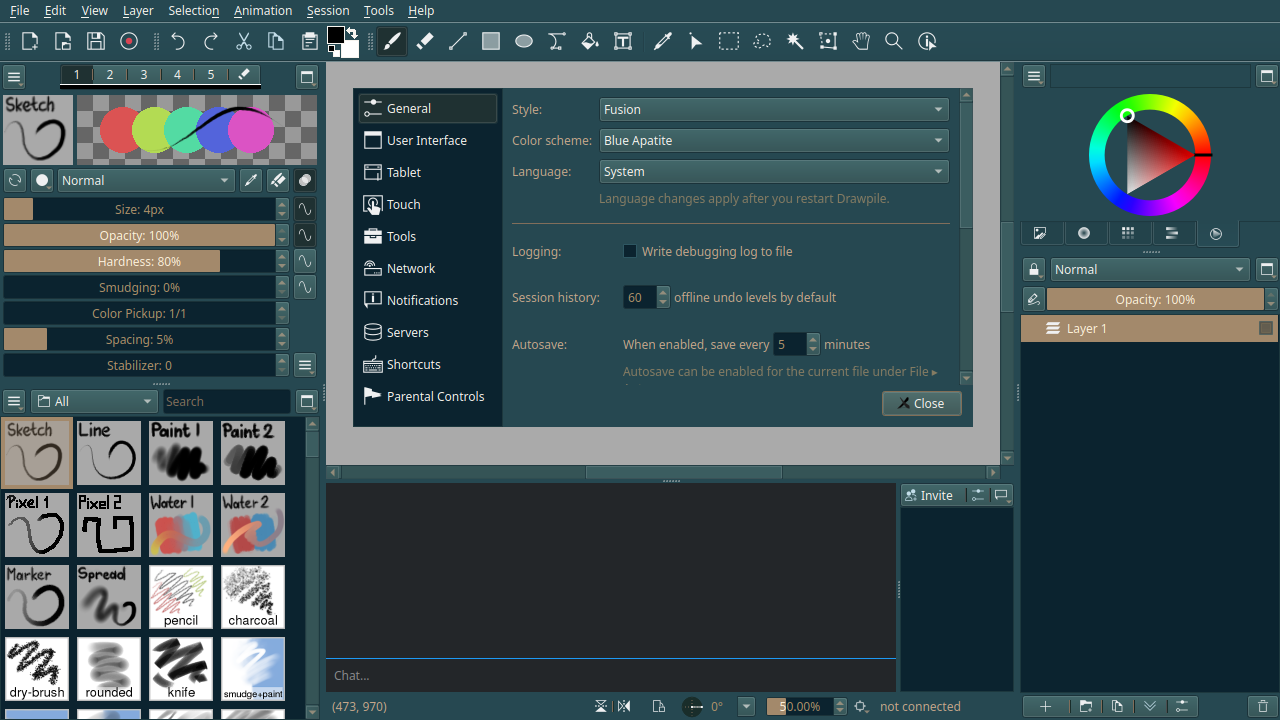 File Edit View Layer Selection Animation Session Tools Help
1 2 3 4 5
Sketch
Normal
Size: 4px
Opacity: 100%
Hardness: 80%
Smudging: 0%
Color Pickup: 1/1
Spacing: 5%
Stabilizer: 0
All
Search
Sketch Line Paint 1 Paint 2
Pixel 1 Pixel 2 Water 1 Water 2
Marker Spread pencil charcoal
dry-brush rounded knife smudge+paint
General
User Interface
Tablet
Touch
Tools
Network
Notifications
Servers
Shortcuts
Parental Controls
Style: Fusion
Color scheme: Blue Apatite
Language: System
Language changes apply after you restart Drawpile.
Logging: Write debugging log to file
Session history: 60 offline undo levels by default
Autosave: When enabled, save every 5 minutes
Autosave can be enabled for the current file under File ▸
Close
Invite
Chat...
(473, 970)
0°
50.00%
not connected
Normal
Opacity: 100%
Layer 1